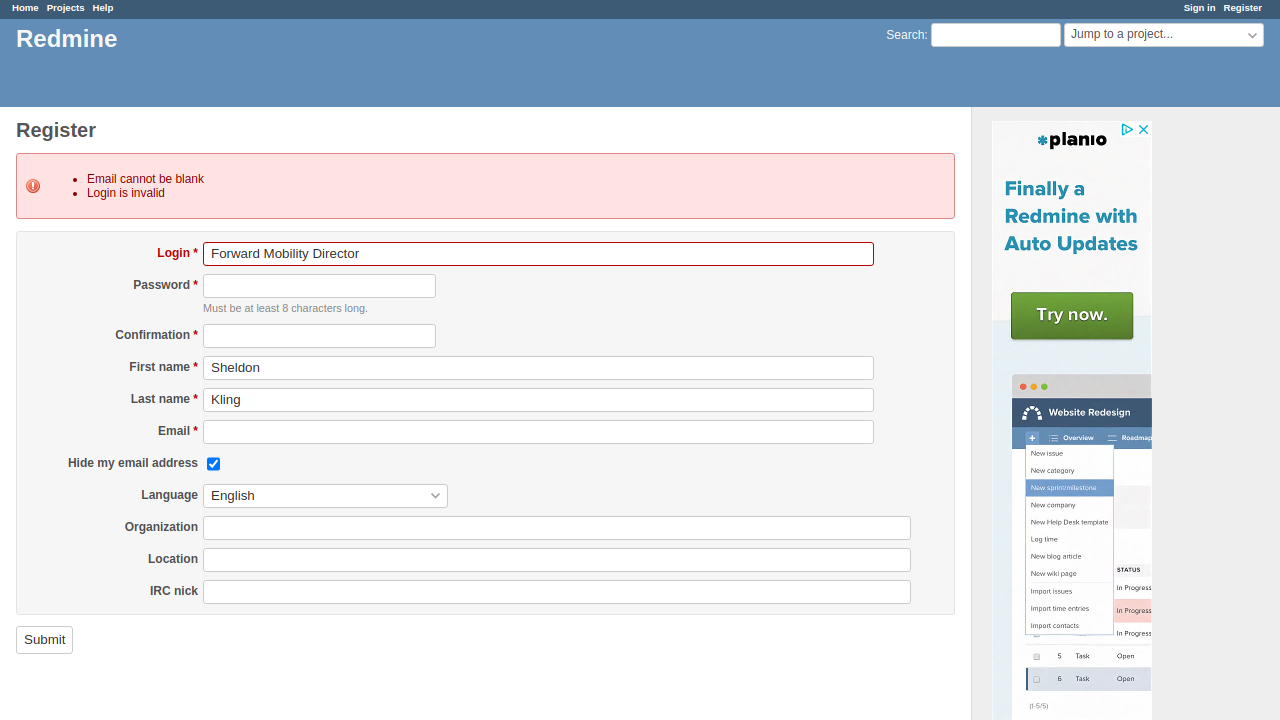 Home Projects Help Sign in Register
Redmine
Search: Jump to a project...
Register
Email cannot be blank
Login is invalid
Login * Forward Mobility Director
Password *
Must be at least 8 characters long.
Confirmation *
First name * Sheldon
Last name * Kling
Email *
Hide my email address
Language English
Organization
Location
IRC nick
Submit
planio
Finally a
Redmine with
Auto Updates
Try now.
Website Redesign
+ Overview Roadmap
New issue
New category
New sprint/milestone
New company
New Help Desk template
Log time
New blog article
New wiki page
STATUS
Import issues In Progress
Import time entries In Progress
Import contacts In Progress
5 Task Open
6 Task Open
(1-5/5)